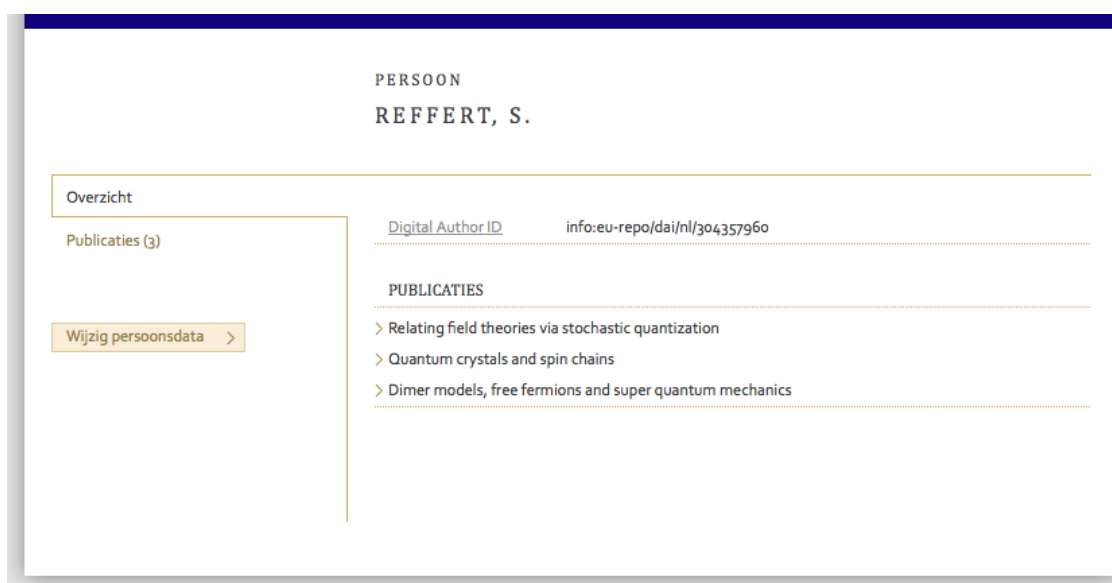 PERSOON
REFFERT, S.
Overzicht
Publicaties (3)
Wijzig persoonsdata
Digital Author ID info:eu-repo/dai/nl/304357960
PUBLICATIES
Relating field theories via stochastic quantization
Quantum crystals and spin chains
Dimer models, free fermions and super quantum mechanics